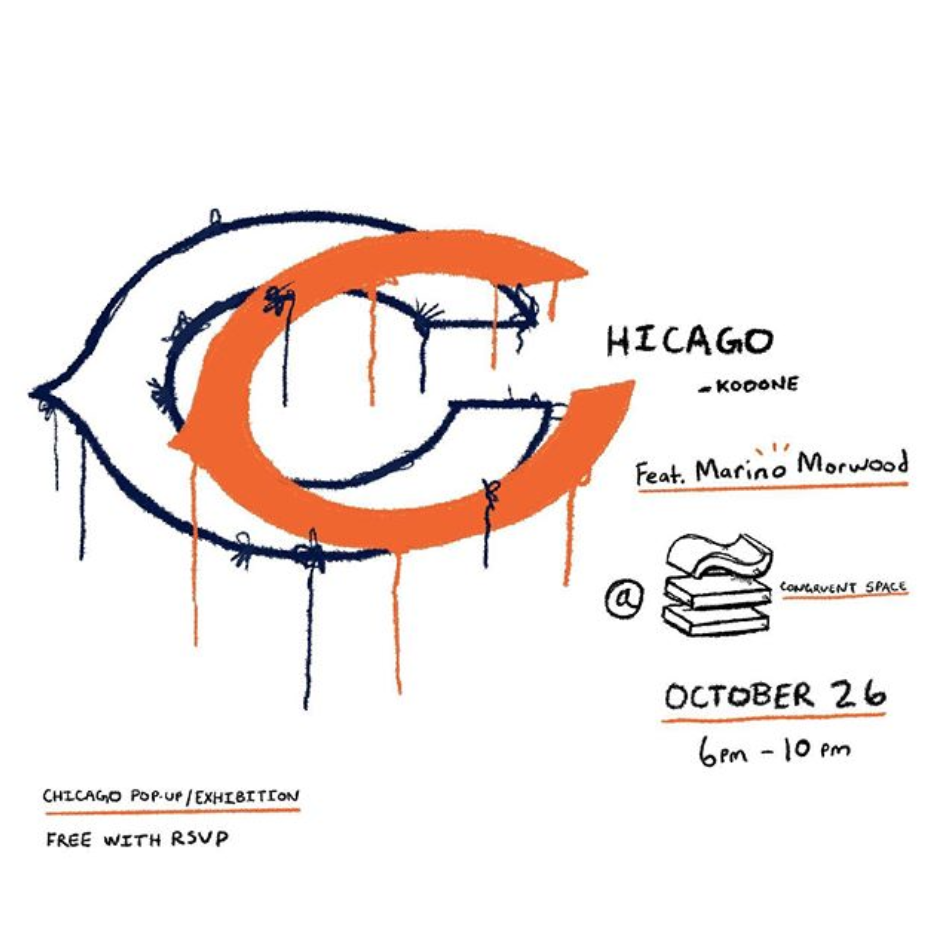 C
HICAGO
-KODONE
Feat. Marino Morwood
@ CONGRUENT SPACE
OCTOBER 26
6pm - 10 pm
CHICAGO POP-UP/EXHIBITION
FREE WITH RSVP